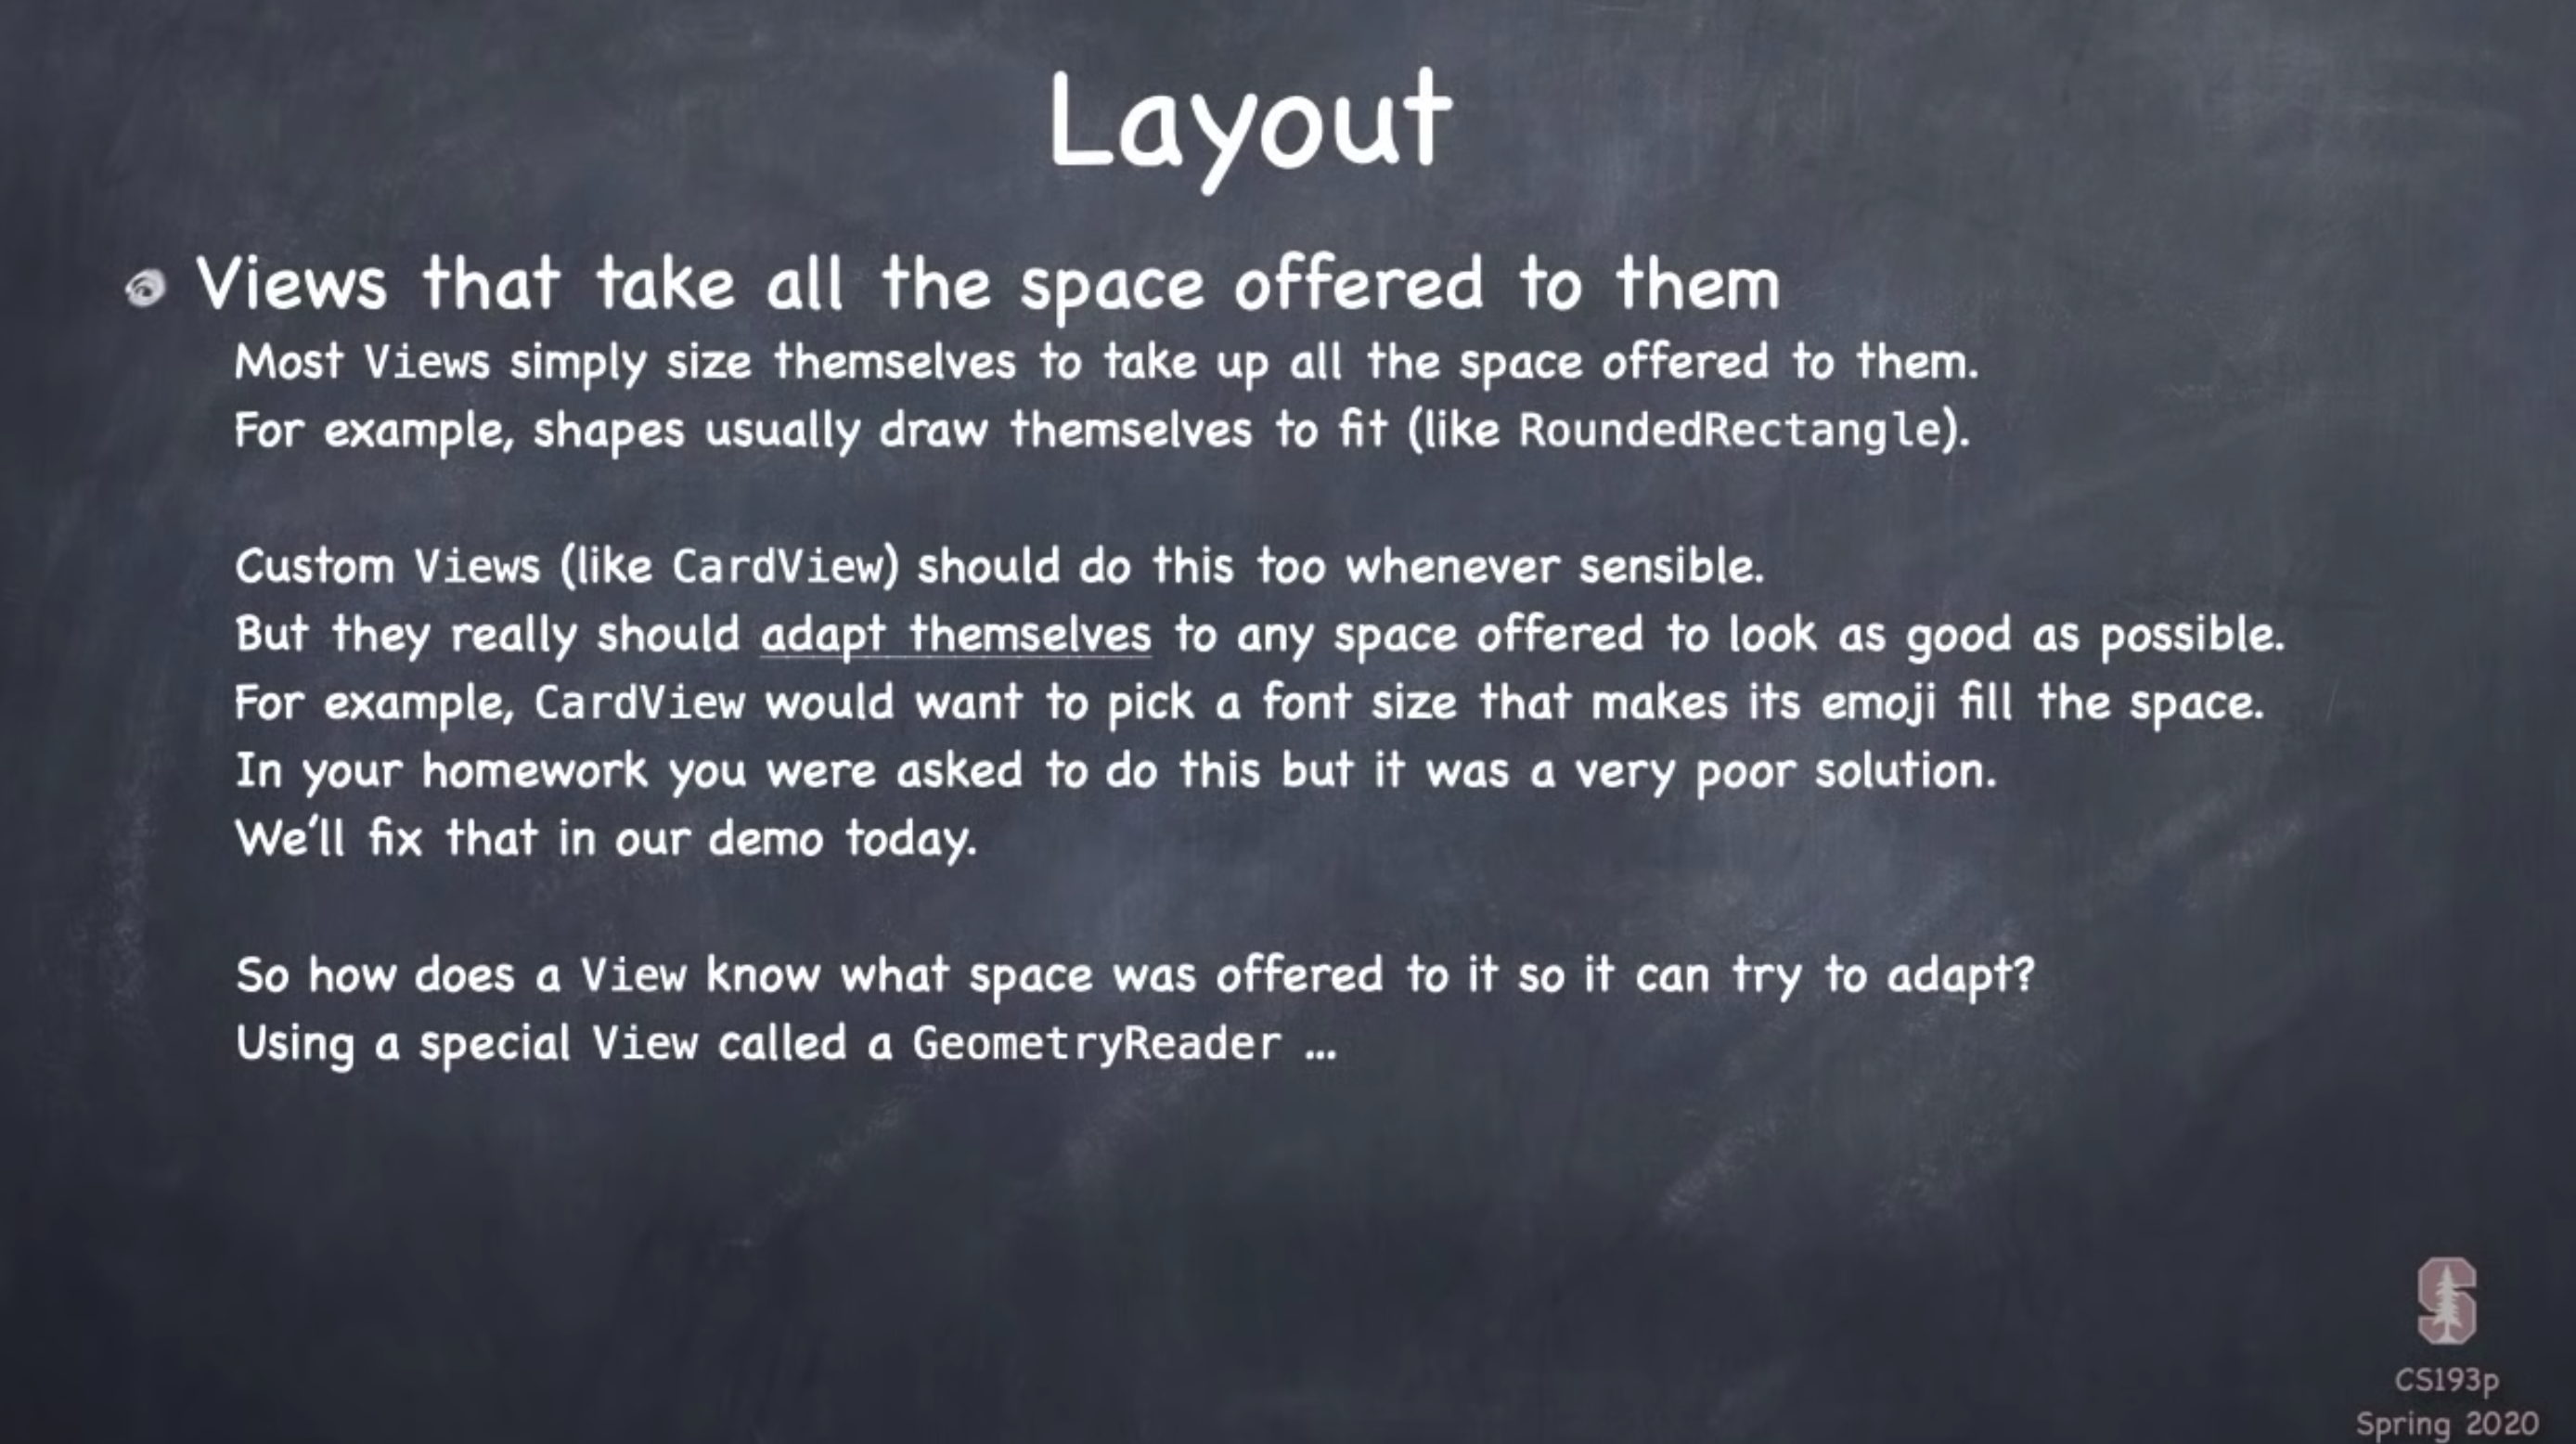 Layout
Views that take all the space offered to them
Most Views simply size themselves to take up all the space offered to them.
For example, shapes usually draw themselves to fit (like RoundedRectangle).
Custom Views (like CardView) should do this too whenever sensible.
But they really should adapt themselves to any space offered to look as good as possible.
For example, CardView would want to pick a font size that makes its emoji fill the space.
In your homework you were asked to do this but it was a very poor solution.
We'll fix that in our demo today.
So how does a View know what space was offered to it so it can try to adapt?
Using a special View called a GeometryReader ...
S
CS193p
Spring 2020